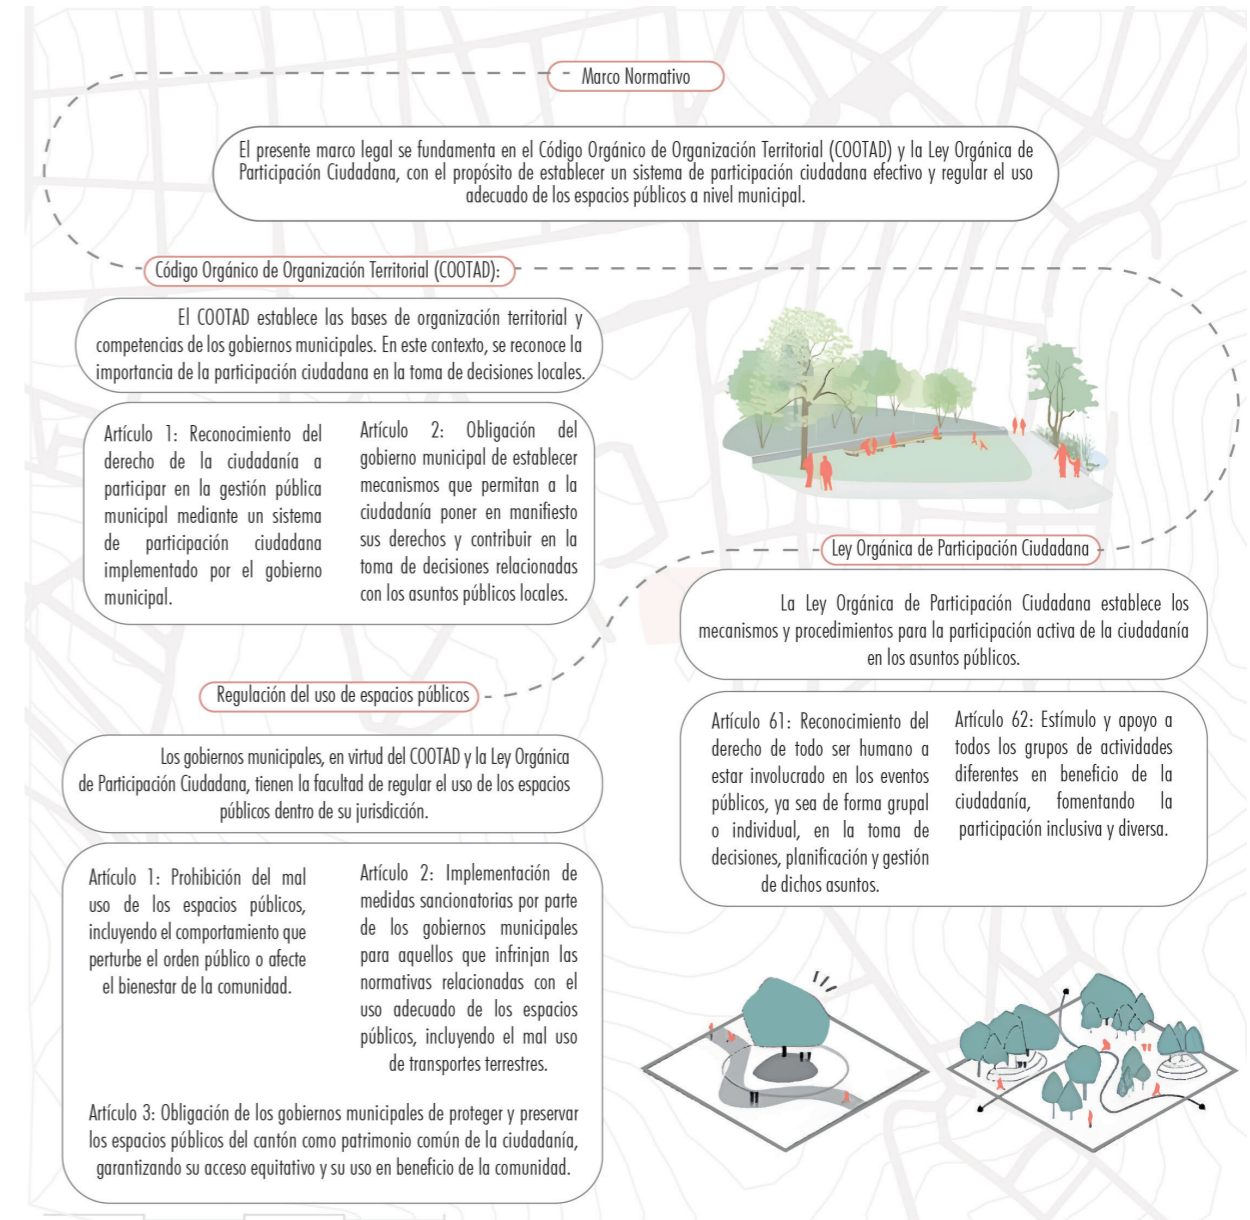 Marco Normativo
El presente marco legal se fundamenta en el Código Orgánico de Organización Territorial (COOTAD) y la Ley Orgánica de
Participación Ciudadana, con el propósito de establecer un sistema de participación ciudadana efectivo y regular el uso
adecuado de los espacios públicos a nivel municipal.
Código Orgánico de Organización Territorial (COOTAD):
El COOTAD establece las bases de organización territorial y
competencias de los gobiernos municipales. En este contexto, se reconoce la
importancia de la participación ciudadana en la toma de decisiones locales.
Artículo 1: Reconocimiento del
derecho de la ciudadanía a
participar en la gestión pública
municipal mediante un sistema
de participación ciudadana
implementado por el gobierno
municipal.
Artículo 2: Obligación del
gobierno municipal de establecer
mecanismos que permitan a la
ciudadanía poner en manifiesto
sus derechos y contribuir en la
toma de decisiones relacionadas
con los asuntos públicos locales.
Ley Orgánica de Participación Ciudadana
La Ley Orgánica de Participación Ciudadana establece los
mecanismos y procedimientos para la participación activa de la ciudadanía
en los asuntos públicos.
Artículo 61: Reconocimiento del
derecho de todo ser humano a
estar involucrado en los eventos
públicos, ya sea de forma grupal
o individual, en la toma de
decisiones, planificación y gestión
de dichos asuntos.
Artículo 62: Estímulo y apoyo a
todos los grupos de actividades
diferentes en beneficio de la
ciudadanía, fomentando la
participación inclusiva y diversa.
Regulación del uso de espacios públicos
Los gobiernos municipales, en virtud del COOTAD y la Ley Orgánica
de Participación Ciudadana, tienen la facultad de regular el uso de los espacios
públicos dentro de su jurisdicción.
Artículo 1: Prohibición del mal
uso de los espacios públicos,
incluyendo el comportamiento que
perturbe el orden público o afecte
el bienestar de la comunidad.
Artículo 2: Implementación de
medidas sancionatorias por parte
de los gobiernos municipales
para aquellos que infrinjan las
normativas relacionadas con el
uso adecuado de los espacios
públicos, incluyendo el mal uso
de transportes terrestres.
Artículo 3: Obligación de los gobiernos municipales de proteger y preservar
los espacios públicos del cantón como patrimonio común de la ciudadanía,
garantizando su acceso equitativo y su uso en beneficio de la comunidad.